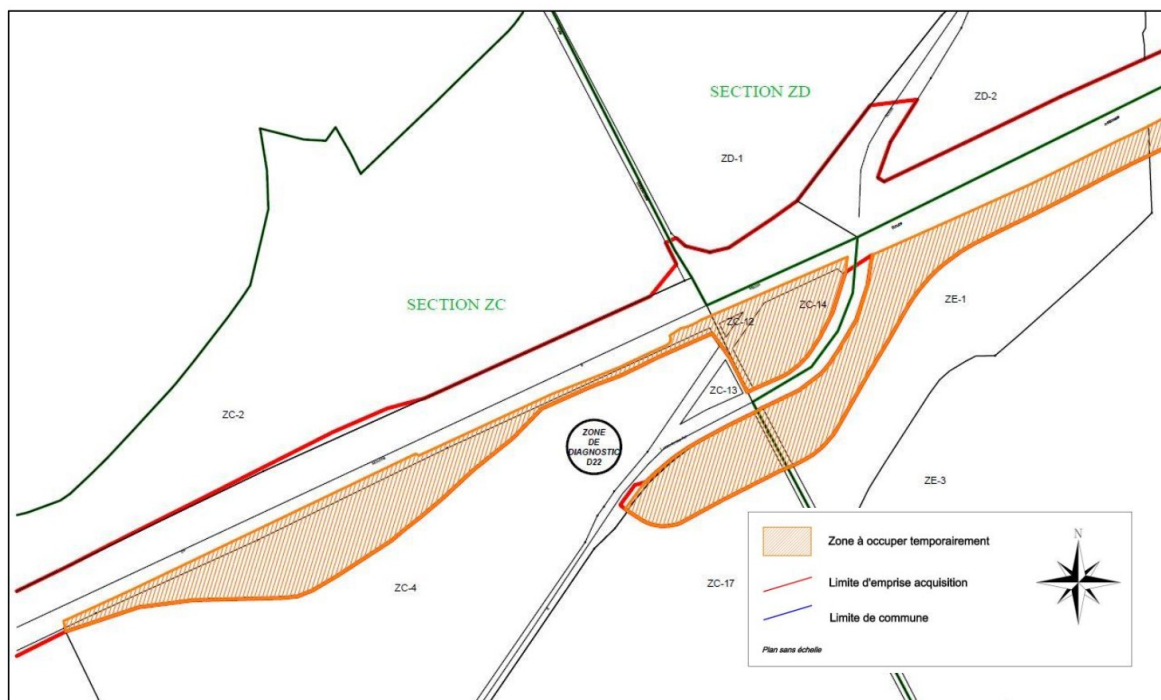 SECTION ZD
ZD-2
ZD-1
SECTION ZC
ZC-14
ZE-1
ZC-12
ZC-13
ZC-2
ZONE
DE
DIAGNOSTIC
D22
ZE-3
ZC-4
ZC-17
Zone à occuper temporairement
Limite d'emprise acquisition
Limite de commune
Plan sans échelle
N